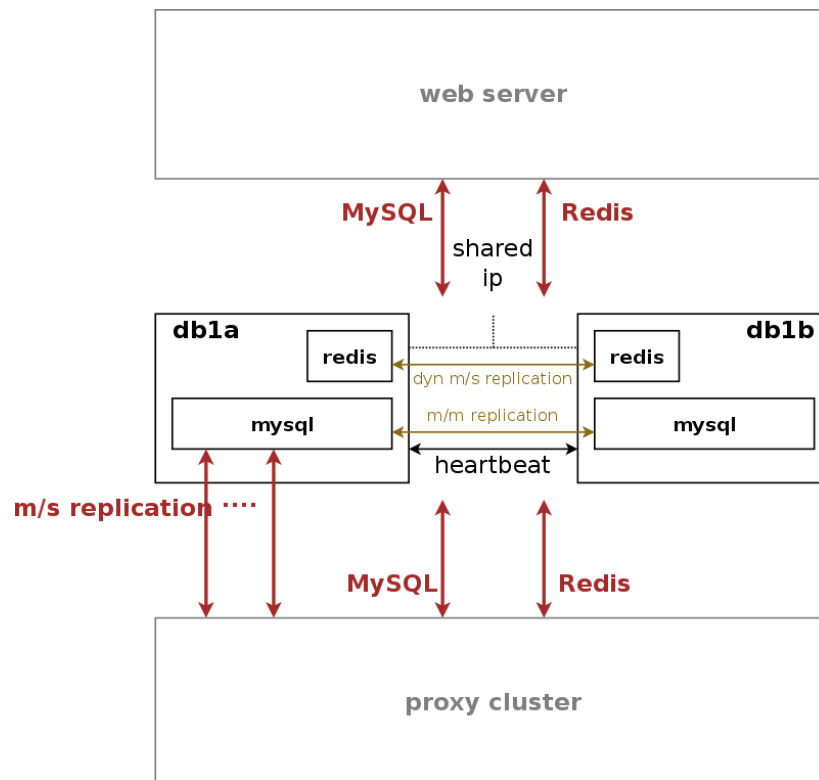 web server
MySQL
Redis
shared
ip
db1a
db1b
redis
redis
dyn m/s replication
m/m replication
mysql
mysql
heartbeat
m/s replication ....
MySQL
Redis
proxy cluster